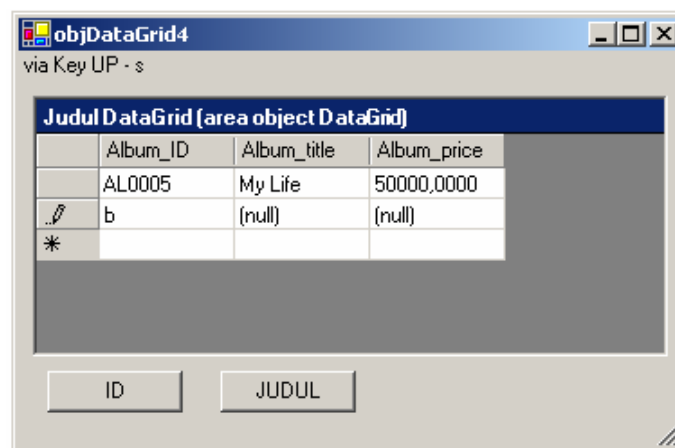 objDataGrid4
via Key UP - s
Judul DataGrid (area object DataGrid)
Album_ID Album_title Album_price
AL0005 My Life 50000,0000
b (null) (null)
ID JUDUL